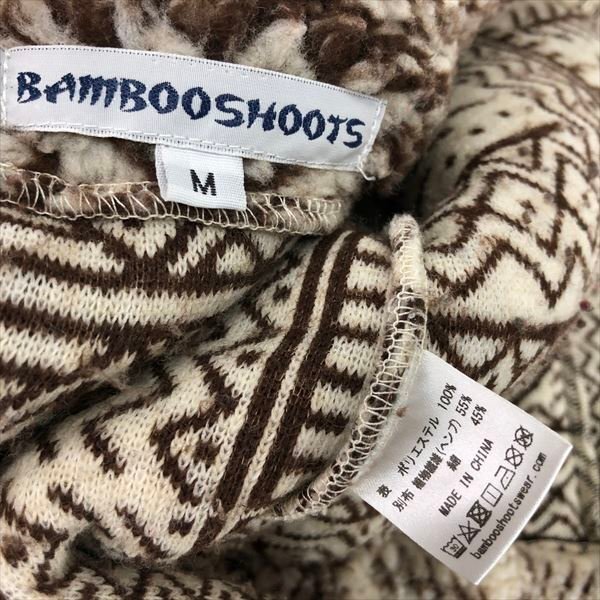 BAMBOOSHOOTS
M
表 ポリエステル 100%
別布 植物繊維(ヘンプ) 55%
綿 45%
MADE IN CHINA
bambooshootswear.com